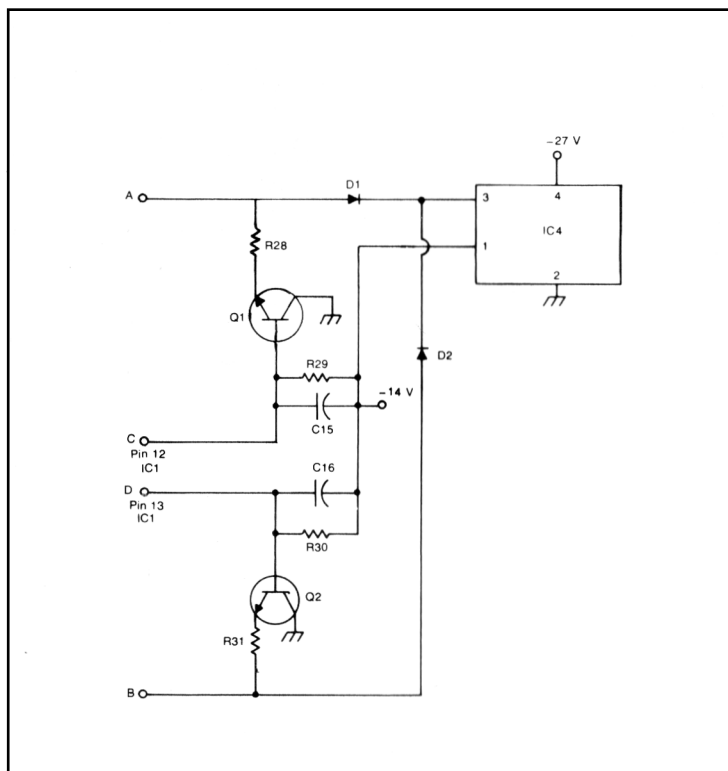 −27 V
D1
A
3
4
IC4
R28
1
2
Q1
D2
R29
−14 V
C15
C
Pin 12
IC1
C16
D
Pin 13
IC1
R30
Q2
R31
B